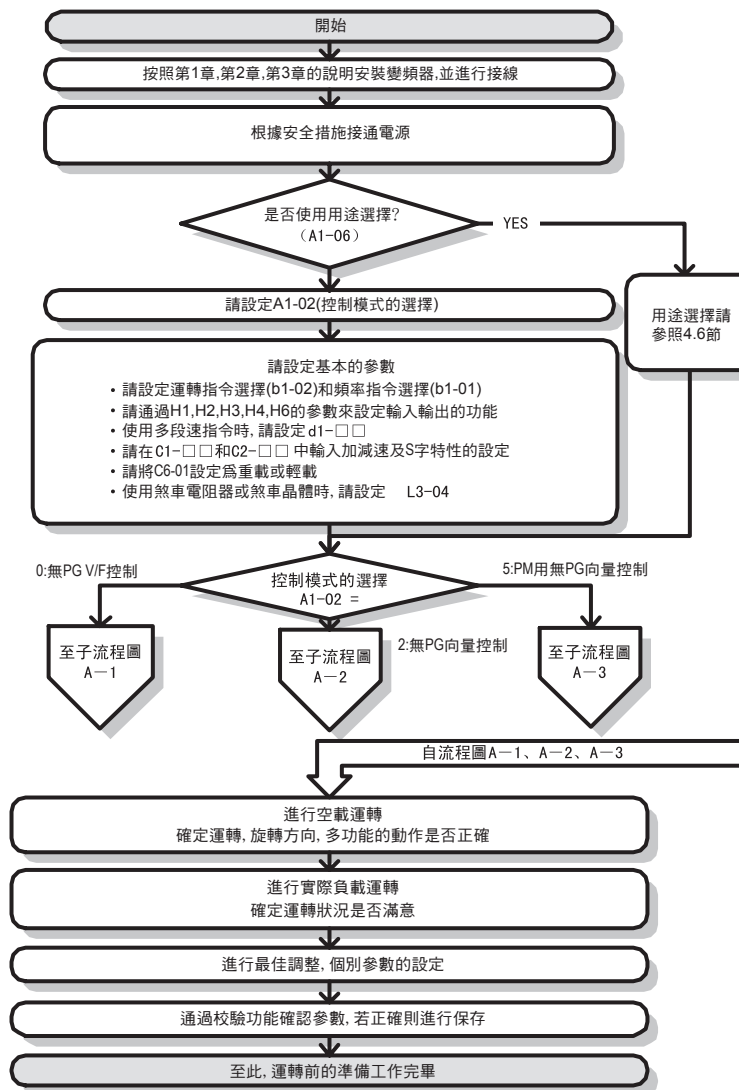 開始
按照第1章,第2章,第3章的說明安裝變頻器,並進行接線
根據安全措施接通電源
是否使用用途選擇?
（A1-06）
YES
請設定A1-02(控制模式的選擇)
用途選擇請
參照4.6節
請設定基本的參數
• 請設定運轉指令選擇(b1-02)和頻率指令選擇(b1-01)
• 請通過H1,H2,H3,H4,H6的參數來設定輸入輸出的功能
• 使用多段速指令時, 請設定 d1-□□
• 請在 C1-□□和C2-□□ 中輸入加減速及S字特性的設定
• 請將C6-01設定爲重載或輕載
• 使用煞車電阻器或煞車晶體時, 請設定 L3-04
0:無PG V/F控制
控制模式的選擇
A1-02 =
5:PM用無PG向量控制
至子流程圖
A－1
至子流程圖
A－2
2:無PG向量控制
至子流程圖
A－3
自流程圖A－1、A－2、A－3
進行空載運轉
確定運轉, 旋轉方向, 多功能的動作是否正確
進行實際負載運轉
確定運轉狀況是否滿意
進行最佳調整, 個別參數的設定
通過校驗功能確認參數, 若正確則進行保存
至此, 運轉前的準備工作完畢